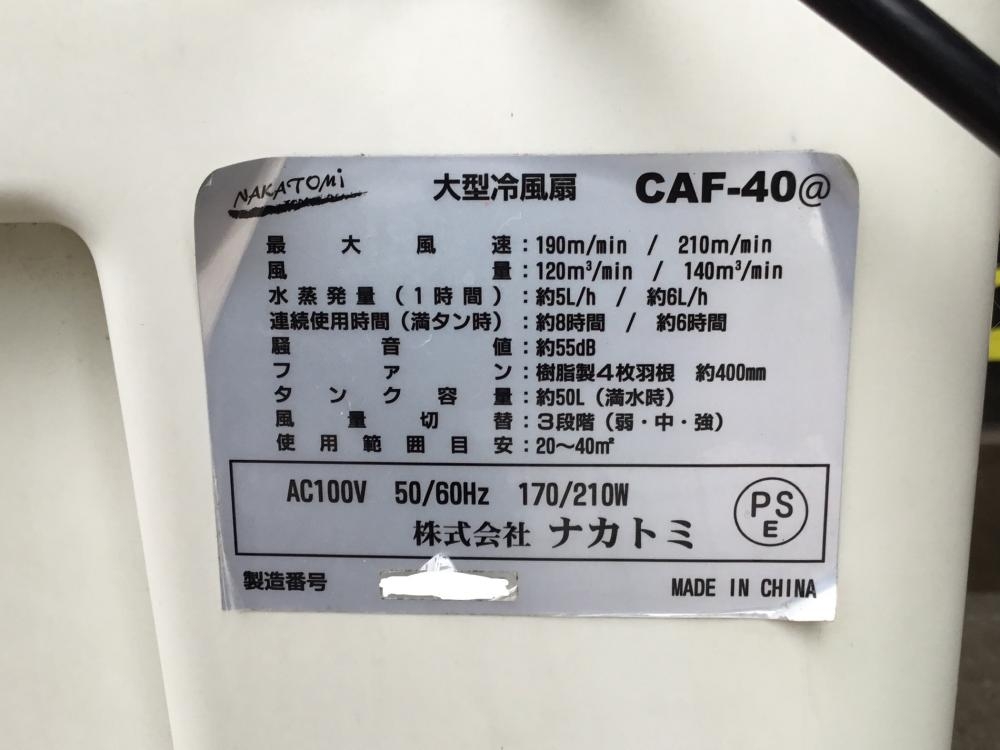 NAKATOMi 大型冷風扇 CAF-40@
最大風速：190m/min / 210m/min
風量：120m³/min / 140m³/min
水蒸発量（1時間）：約5L/h / 約6L/h
連続使用時間（満タン時）：約8時間 / 約6時間
騒音値：約55dB
ファン：樹脂製4枚羽根 約400mm
タンク容量：約50L（満水時）
風量切替：3段階（弱・中・強）
使用範囲目安：20～40㎡
AC100V 50/60Hz 170/210W
PS
E
株式会社 ナカトミ
製造番号 MADE IN CHINA